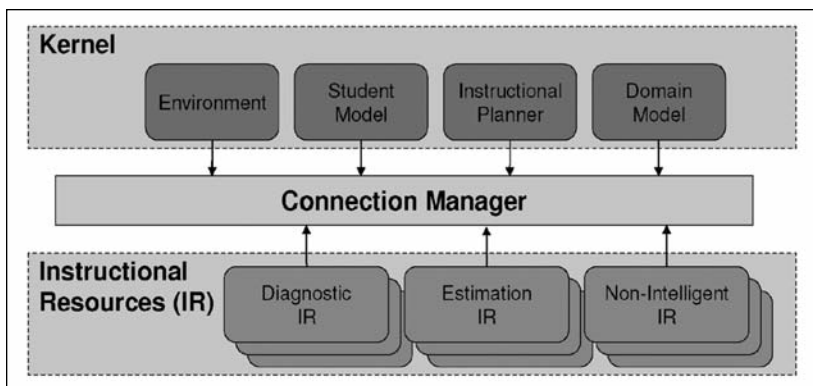 Kernel
Environment
Student
Model
Instructional
Planner
Domain
Model
Connection Manager
Instructional
Resources (IR)
Diagnostic
IR
Estimation
IR
Non-Intelligent
IR